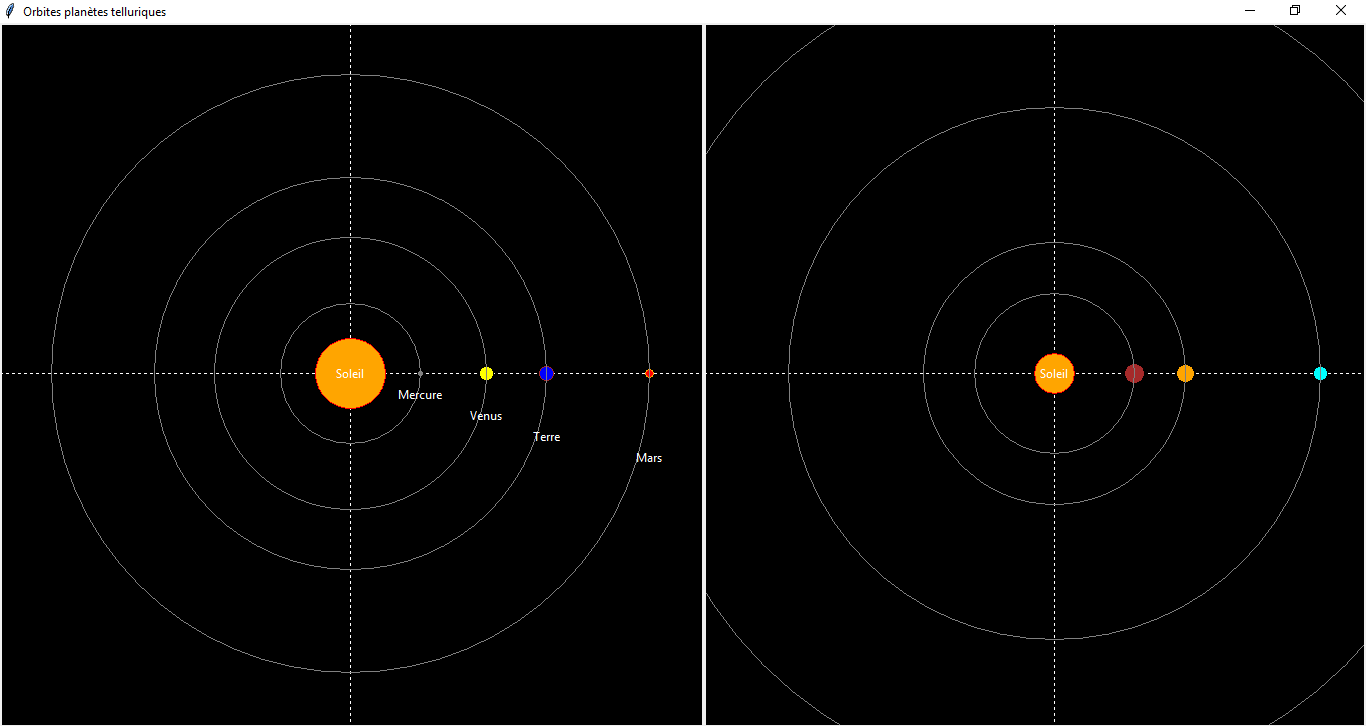 Orbites planètes telluriques
Soleil
Mercure
Venus
Terre
Mars
Soleil